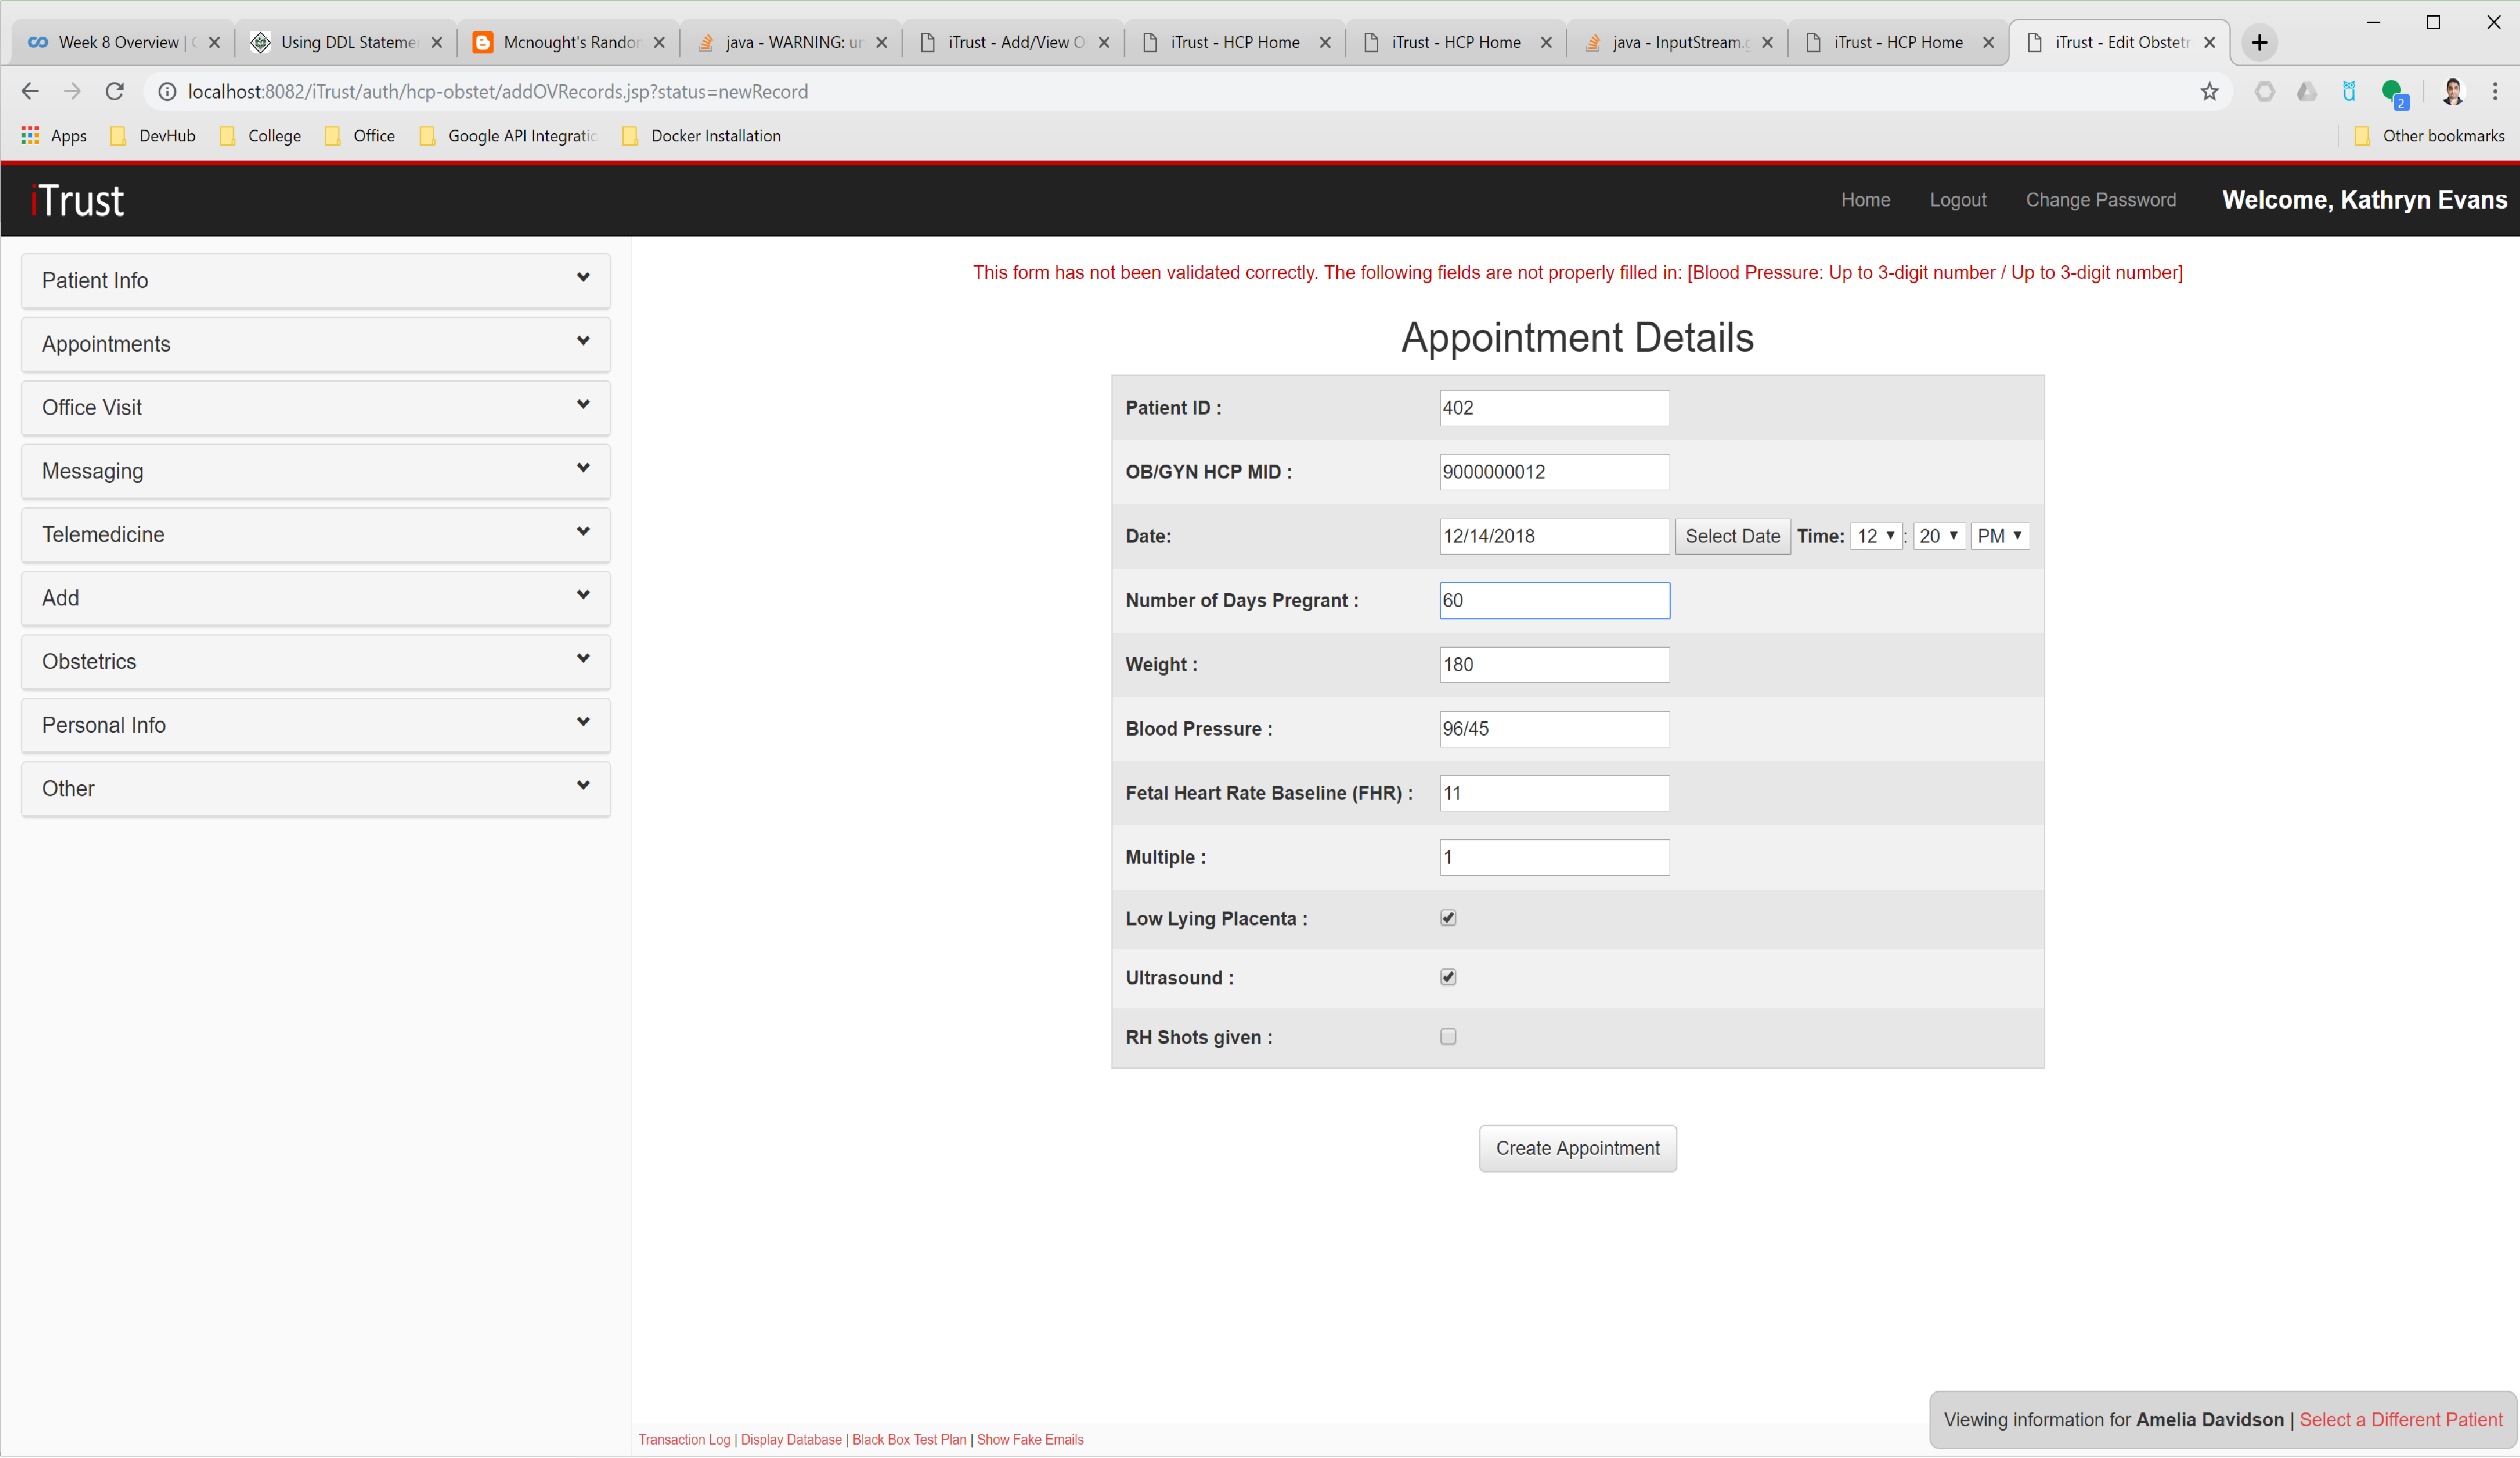 Week 8 Overview | C
Using DDL Stateme
Mcnought's Randor
java - WARNING: ur
iTrust - Add/View O
iTrust - HCP Home
iTrust - HCP Home
java - InputStream.g
iTrust - HCP Home
iTrust - Edit Obstetr
localhost:8082/iTrust/auth/hcp-obstet/addOVRecords.jsp?status=newRecord
2
Apps DevHub College Office Google API Integratic Docker Installation Other bookmarks
iTrust Home Logout Change Password Welcome, Kathryn Evans
Patient Info
Appointments
Office Visit
Messaging
Telemedicine
Add
Obstetrics
Personal Info
Other
This form has not been validated correctly. The following fields are not properly filled in: [Blood Pressure: Up to 3-digit number / Up to 3-digit number]
Appointment Details
Patient ID : 402
OB/GYN HCP MID : 9000000012
Date: 12/14/2018 Select Date Time: 12 : 20 PM
Number of Days Pregrant : 60
Weight : 180
Blood Pressure : 96/45
Fetal Heart Rate Baseline (FHR) : 11
Multiple : 1
Low Lying Placenta :
Ultrasound :
RH Shots given :
Create Appointment
Viewing information for Amelia Davidson | Select a Different Patient
Transaction Log | Display Database | Black Box Test Plan | Show Fake Emails